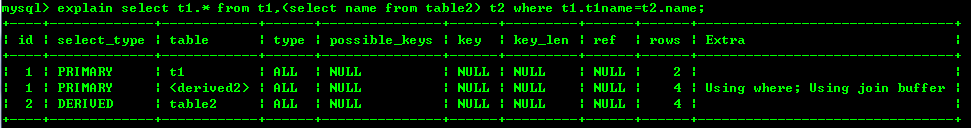 mysql> explain select t1.* from t1,(select name from table2) t2 where t1.t1name=t2.name;
+----+-------------+------------+------+---------------+------+---------+------+------+--------------------------------+
| id | select_type | table      | type | possible_keys | key  | key_len | ref  | rows | Extra                          |
+----+-------------+------------+------+---------------+------+---------+------+------+--------------------------------+
|  1 | PRIMARY     | t1         | ALL  | NULL          | NULL | NULL    | NULL |    2 |                                |
|  1 | PRIMARY     | <derived2> | ALL  | NULL          | NULL | NULL    | NULL |    4 | Using where; Using join buffer |
|  2 | DERIVED     | table2     | ALL  | NULL          | NULL | NULL    | NULL |    4 |                                |
+----+-------------+------------+------+---------------+------+---------+------+------+--------------------------------+